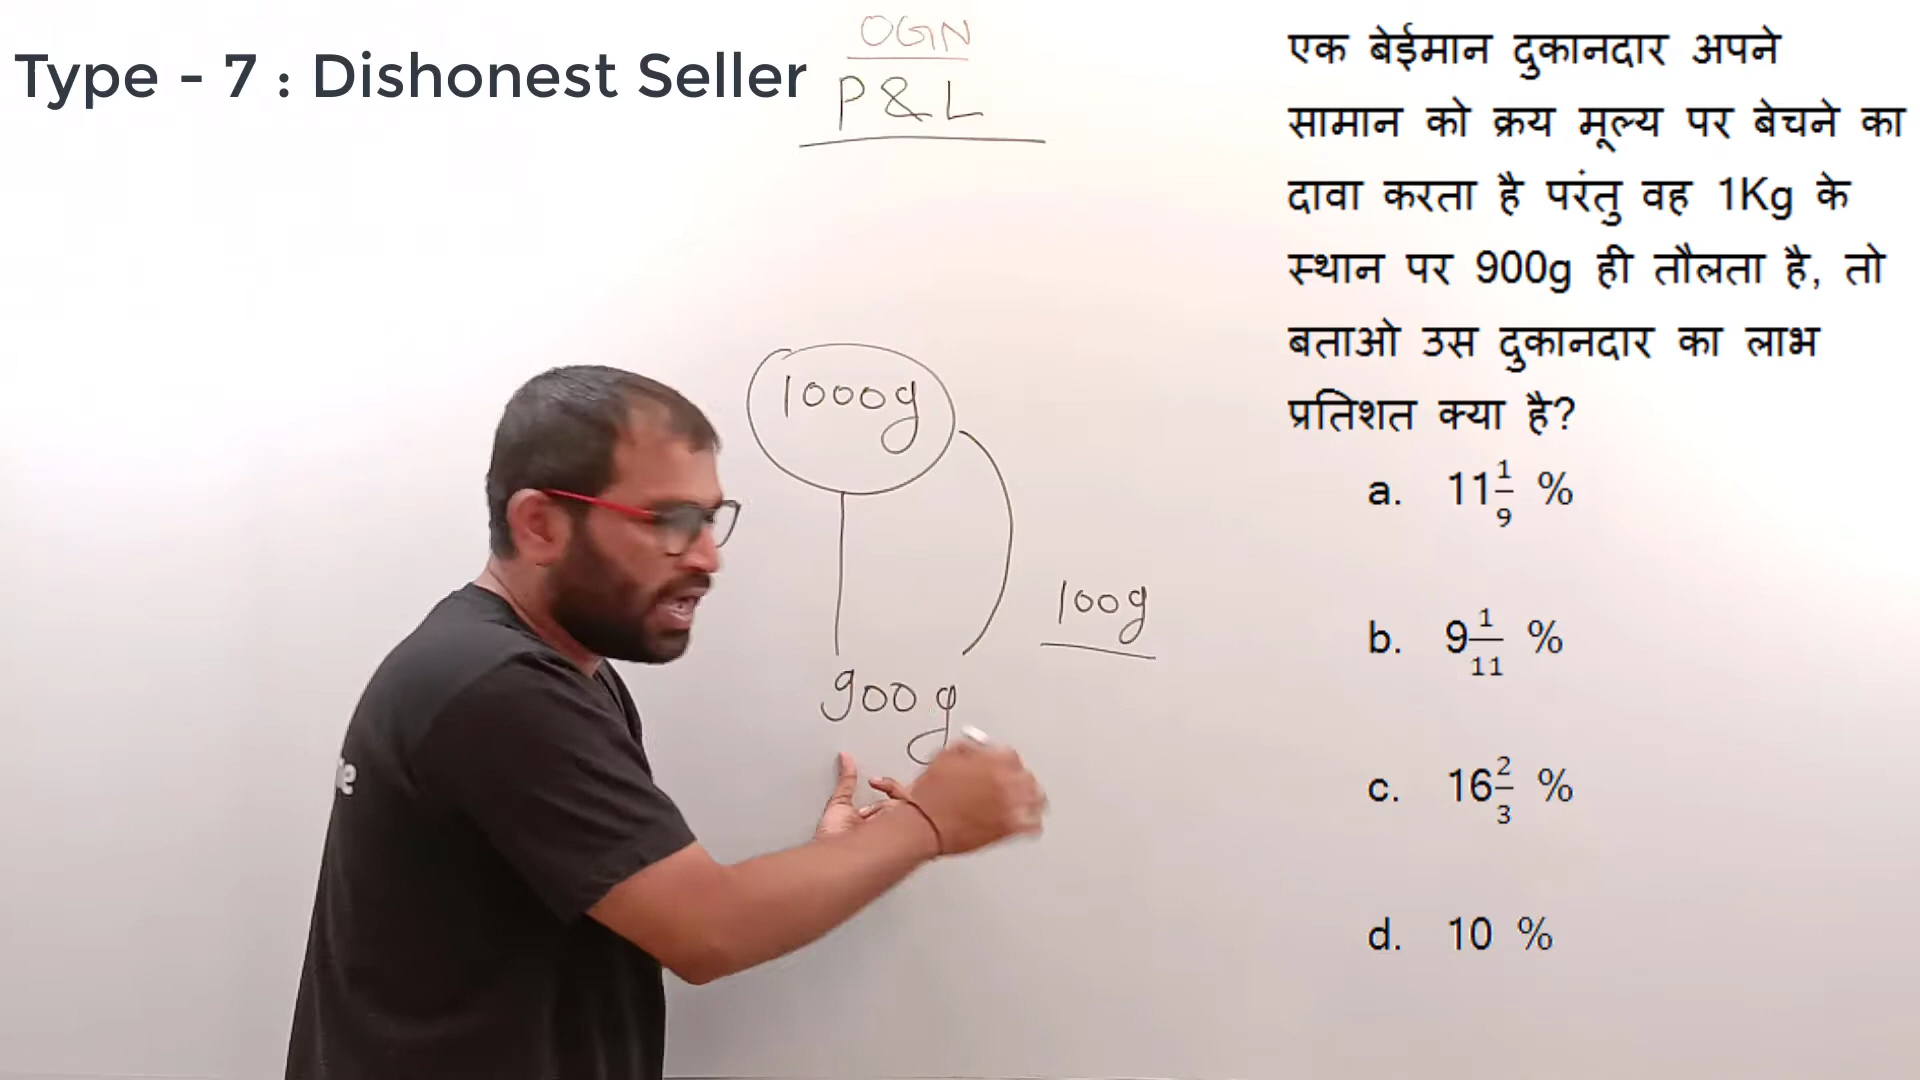 Type - 7 : Dishonest Seller
OGN
P & L
1000g
100g
900g
एक बेईमान दुकानदार अपने
सामान को क्रय मूल्य पर बेचने का
दावा करता है परंतु वह 1Kg के
स्थान पर 900g ही तौलता है, तो
बताओ उस दुकानदार का लाभ
प्रतिशत क्या है?
a. 11 1/9 %
b. 9 1/11 %
c. 16 2/3 %
d. 10 %